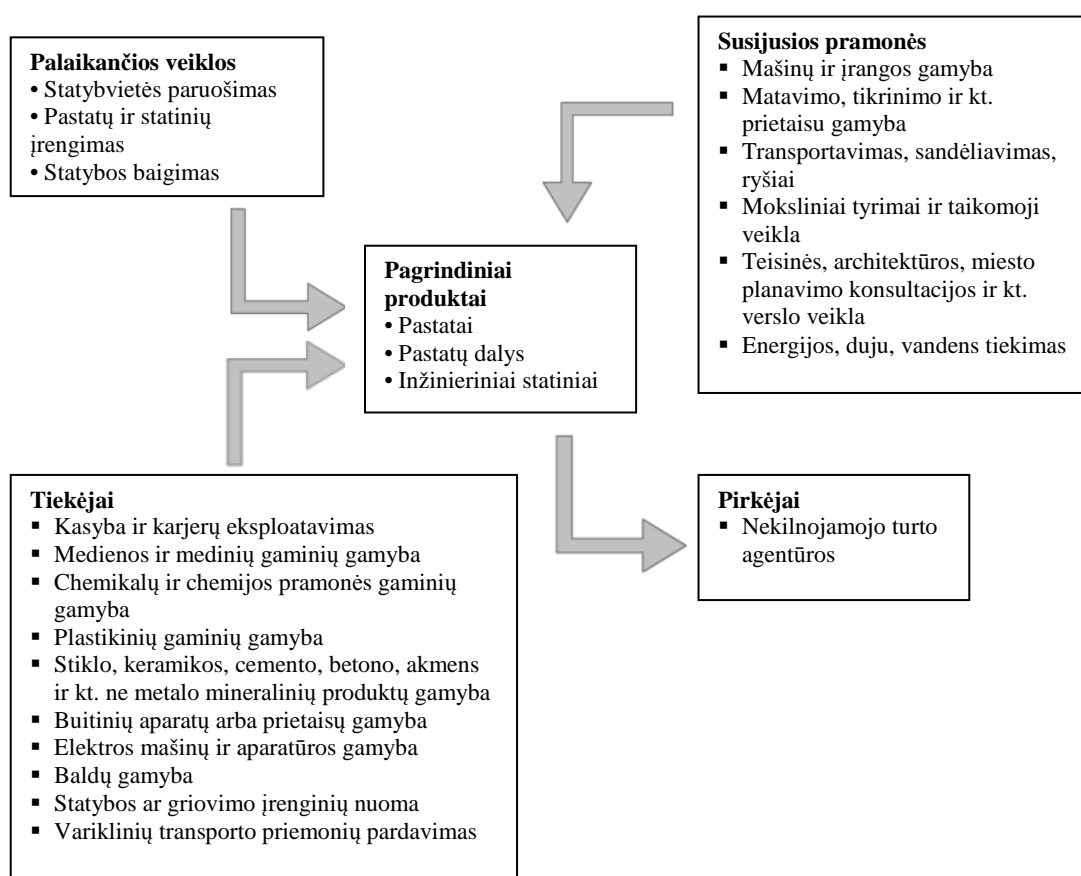 Palaikančios veiklos
• Statybvietės paruošimas
• Pastatų ir statinių
įrengimas
• Statybos baigimas
Susijusios pramonės
▪ Mašinų ir įrangos gamyba
▪ Matavimo, tikrinimo ir kt.
prietaisu gamyba
▪ Transportavimas, sandėliavimas,
ryšiai
▪ Moksliniai tyrimai ir taikomoji
veikla
▪ Teisinės, architektūros, miesto
planavimo konsultacijos ir kt.
verslo veikla
▪ Energijos, duju, vandens tiekimas
Pagrindiniai
produktai
• Pastatai
• Pastatų dalys
• Inžinieriniai statiniai
Tiekėjai
▪ Kasyba ir karjerų eksploatavimas
▪ Medienos ir medinių gaminių gamyba
▪ Chemikalų ir chemijos pramonės gaminių
gamyba
▪ Plastikinių gaminių gamyba
▪ Stiklo, keramikos, cemento, betono, akmens
ir kt. ne metalo mineralinių produktų gamyba
▪ Buitinių aparatų arba prietaisų gamyba
▪ Elektros mašinų ir aparatūros gamyba
▪ Baldų gamyba
▪ Statybos ar griovimo įrenginių nuoma
▪ Variklinių transporto priemonių pardavimas
Pirkėjai
▪ Nekilnojamojo turto
agentūros